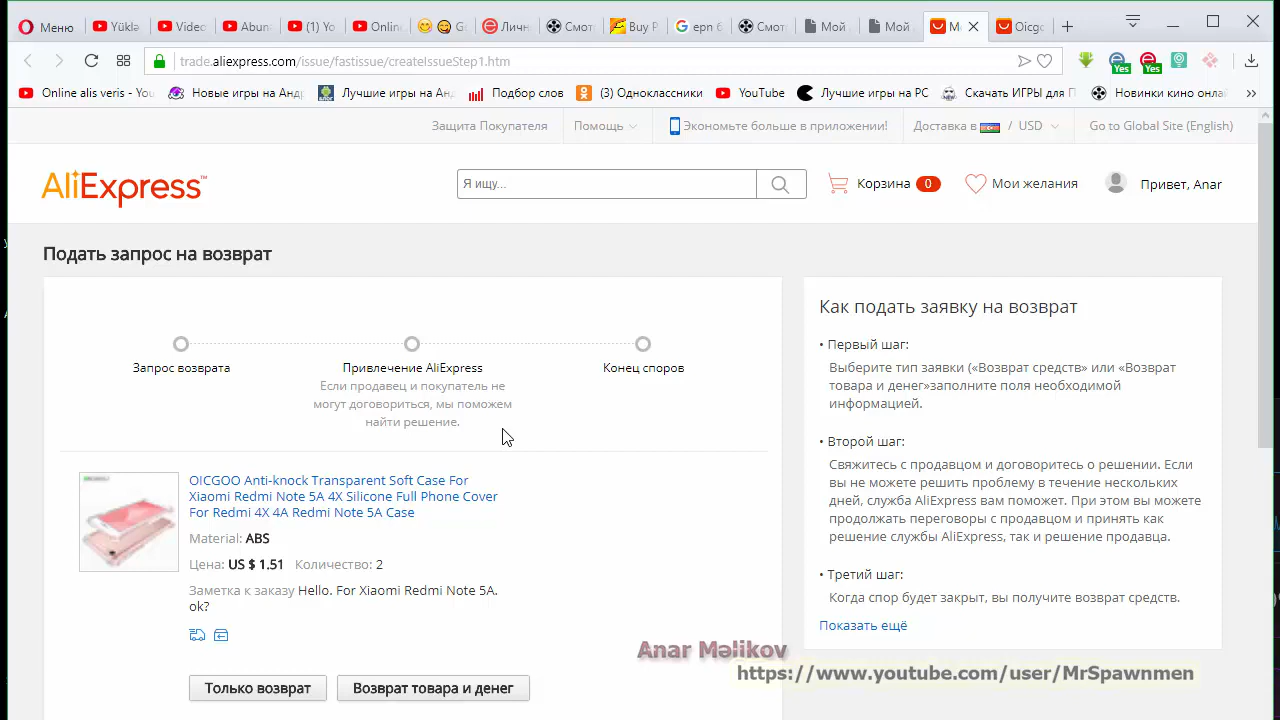 Меню
Yüklə
Video
Abun
(1) Yo
Onlin
Личн
Смот
Buy P
epn б
Смот
Мой
Мой
М
Oicgo
trade.aliexpress.com/issue/fastissue/createIssueStep1.htm
Yes
Yes
Online alis veris - You
Новые игры на Андр
Лучшие игры на Ан
Подбор слов
(3) Одноклассники
YouTube
Лучшие игры на PC
Скачать ИГРЫ для П
Новинки кино онлаі
Защита Покупателя
Помощь
Экономьте больше в приложении!
Доставка в / USD
Go to Global Site (English)
AliExpress™
Я ищу...
Корзина 0
Мои желания
Привет, Anar
Подать запрос на возврат
Запрос возврата
Привлечение AliExpress
Если продавец и покупатель не
могут договориться, мы поможем
найти решение.
Конец споров
OICGOO Anti-knock Transparent Soft Case For
Xiaomi Redmi Note 5A 4X Silicone Full Phone Cover
For Redmi 4X 4A Redmi Note 5A Case
Material: ABS
Цена: US $ 1.51 Количество: 2
Заметка к заказу Hello. For Xiaomi Redmi Note 5A.
ok?
Только возврат
Возврат товара и денег
Как подать заявку на возврат
• Первый шаг:
Выберите тип заявки («Возврат средств» или «Возврат
товара и денег»заполните поля необходимой
информацией.
• Второй шаг:
Свяжитесь с продавцом и договоритесь о решении. Если
вы не можете решить проблему в течение нескольких
дней, служба AliExpress вам поможет. При этом вы можете
продолжать переговоры с продавцом и принять как
решение службы AliExpress, так и решение продавца.
• Третий шаг:
Когда спор будет закрыт, вы получите возврат средств.
Показать ещё
Anar Məlikov
https://www.youtube.com/user/MrSpawnmen